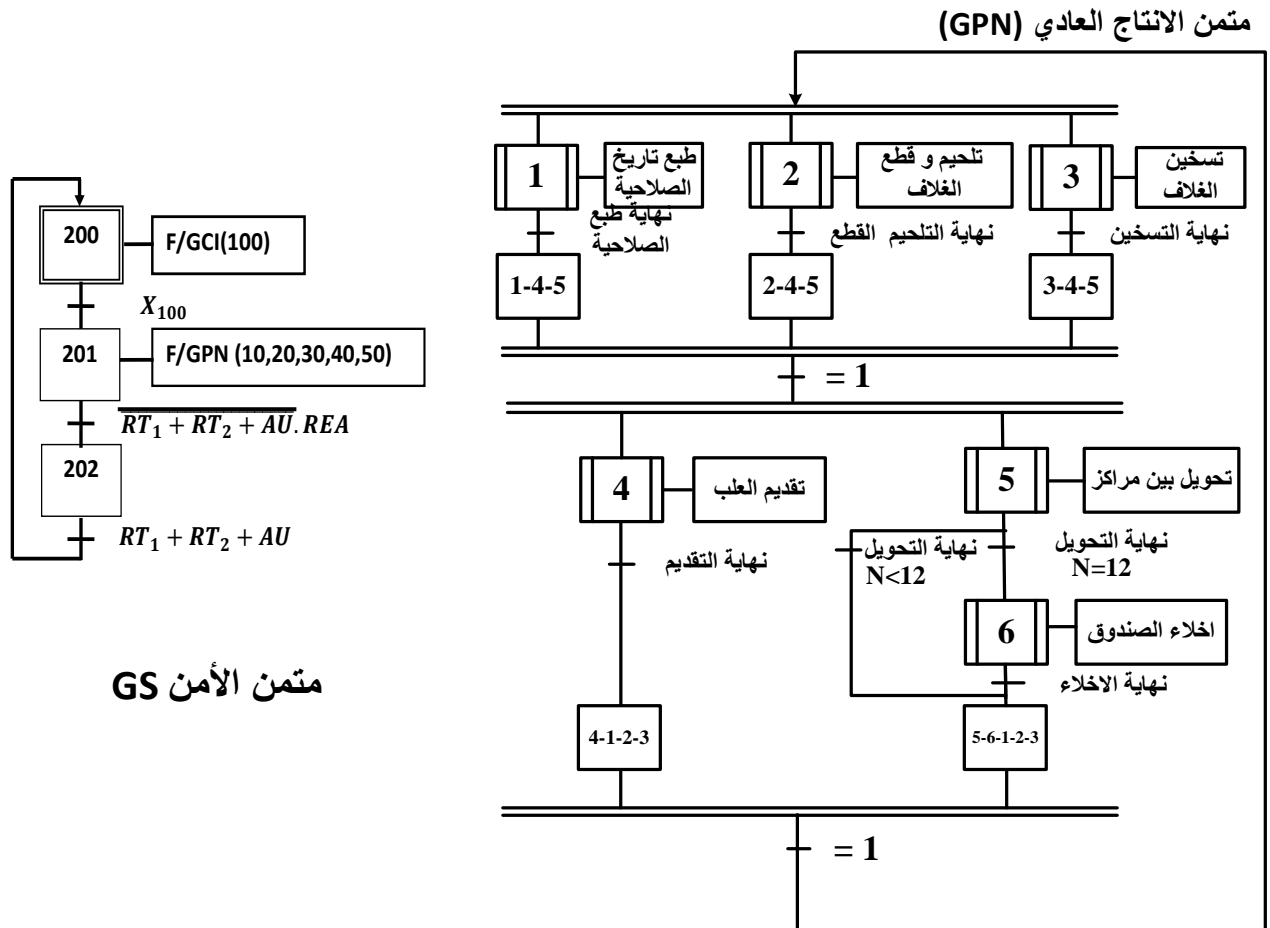 متمن الانتاج العادي (GPN)
200
F/GCI(100)
X₁₀₀
201
F/GPN (10,20,30,40,50)
$\overline{RT_1 + RT_2 + AU}.REA$
202
RT₁ + RT₂ + AU
متمن الأمن GS
1
طبع تاريخ
الصلاحية
نهاية طبع
الصلاحية
1-4-5
2
تلحيم و قطع
الغلاف
نهاية التلحيم القطع
2-4-5
3
تسخين
الغلاف
نهاية التسخين
3-4-5
= 1
4
تقديم العلب
نهاية التقديم
4-1-2-3
5
تحويل بين مراكز
نهاية التحويل
N<12
نهاية التحويل
N=12
6
اخلاء الصندوق
نهاية الاخلاء
5-6-1-2-3
= 1